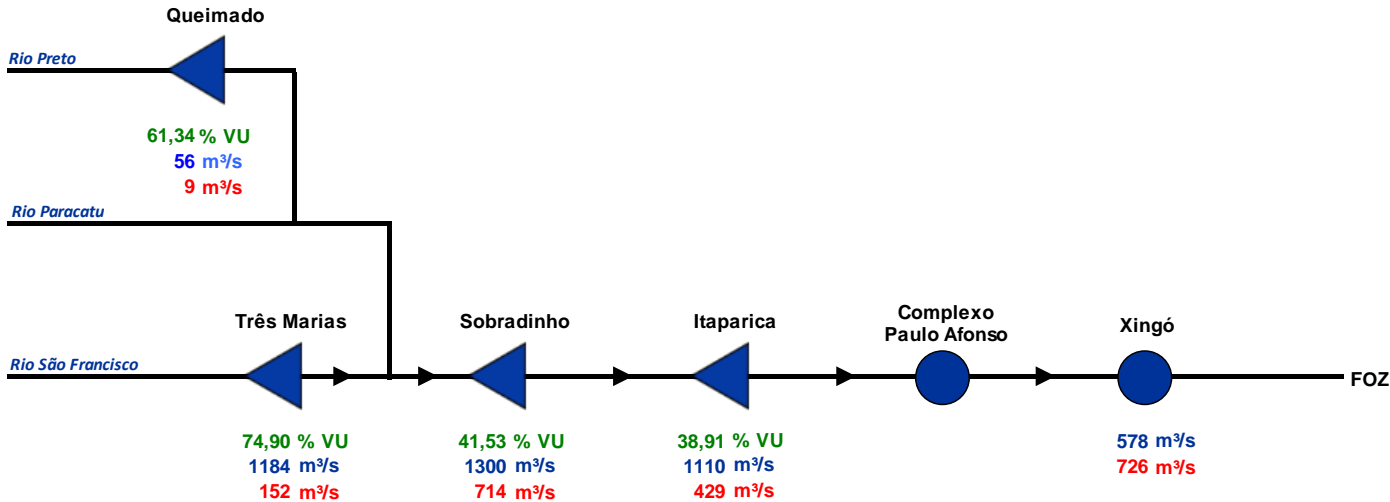 Queimado
Rio Preto
61,34 % VU
56 m³/s
9 m³/s
Rio Paracatu
Três Marias
Sobradinho
Itaparica
Complexo
Paulo Afonso
Xingó
Rio São Francisco
FOZ
74,90 % VU
1184 m³/s
152 m³/s
41,53 % VU
1300 m³/s
714 m³/s
38,91 % VU
1110 m³/s
429 m³/s
578 m³/s
726 m³/s